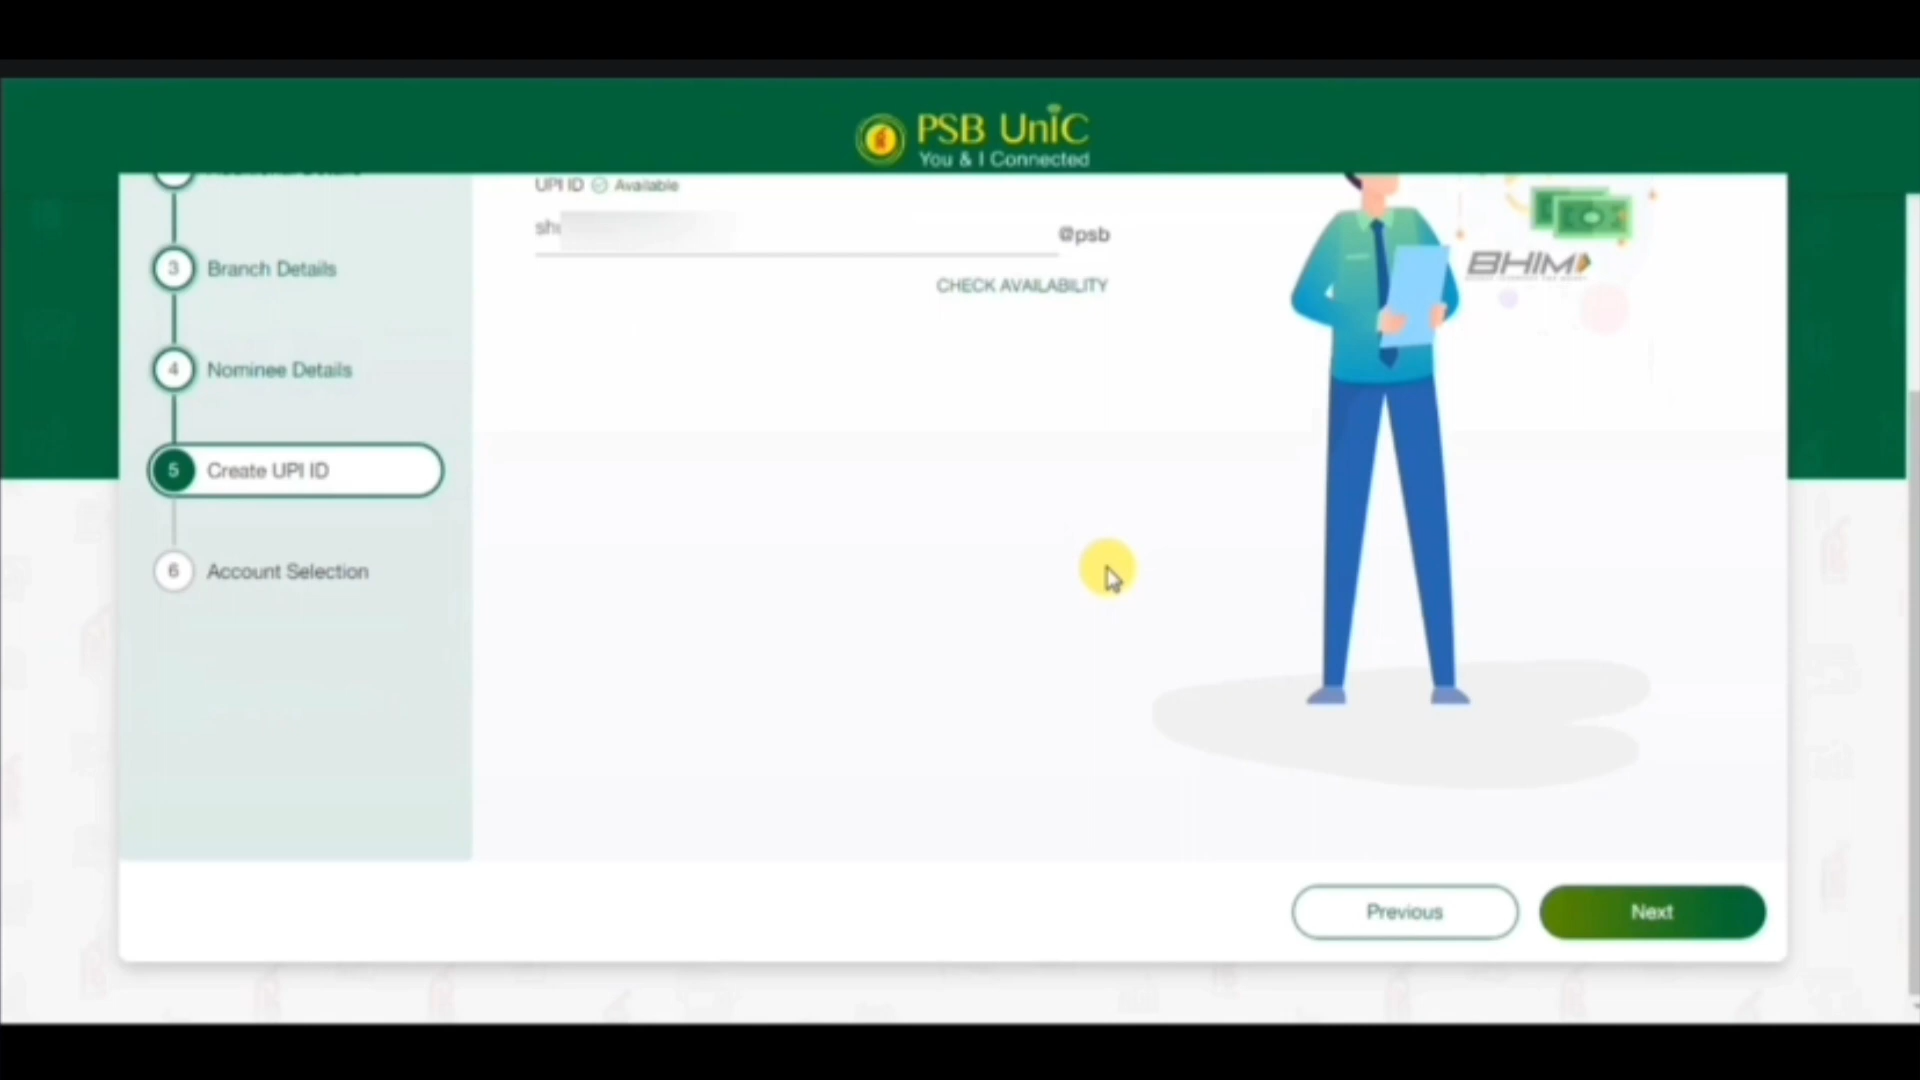 PSB UnIC
You & I Connected
UPI ID Available
@psb
CHECK AVAILABILITY
BHIM
3 Branch Details
4 Nominee Details
5 Create UPI ID
6 Account Selection
Previous
Next